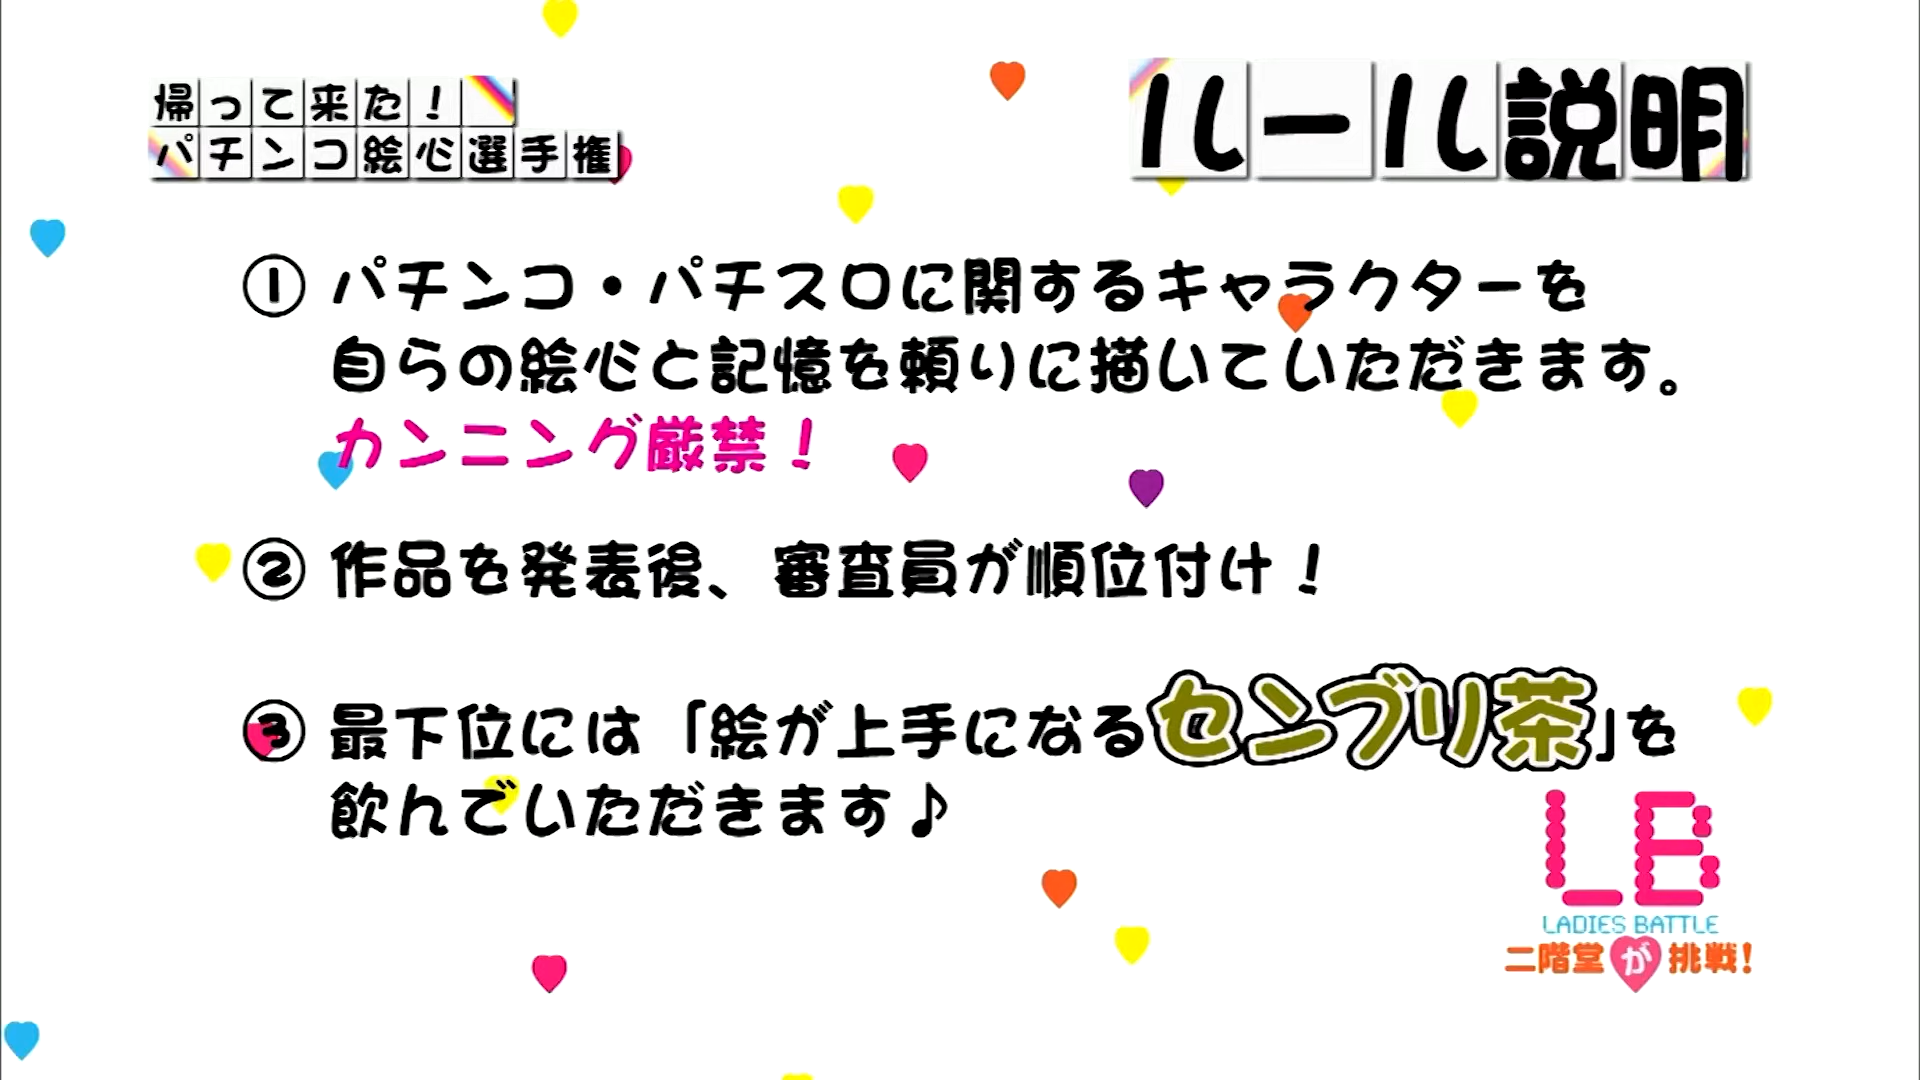 帰って来た！
パチンコ絵心選手権
ルール説明
① パチンコ・パチスロに関するキャラクターを
自らの絵心と記憶を頼りに描いていただきます。
カンニング厳禁！
② 作品を発表後、審査員が順位付け！
③ 最下位には「絵が上手になるセンブリ茶」を
飲んでいただきます♪
LB
LADIES BATTLE
二階堂が挑戦！